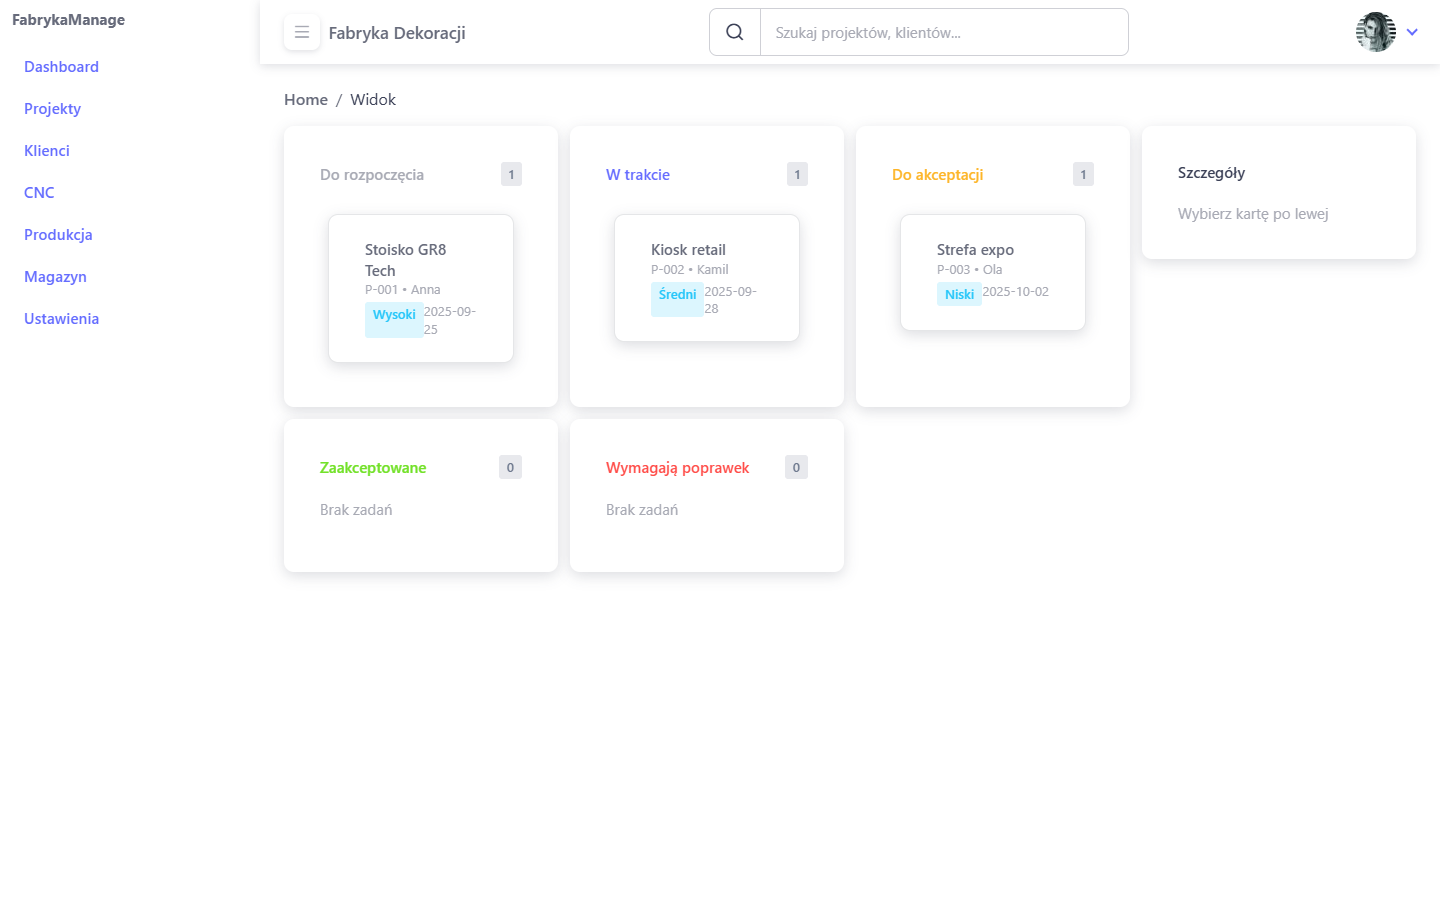 FabrykaManage
Dashboard
Projekty
Klienci
CNC
Produkcja
Magazyn
Ustawienia
Fabryka Dekoracji
Szukaj projektów, klientów...
Home / Widok
Do rozpoczęcia 1
Stoisko GR8
Tech
P-001 • Anna
Wysoki 2025-09-
25
W trakcie 1
Kiosk retail
P-002 • Kamil
Średni 2025-09-
28
Do akceptacji 1
Strefa expo
P-003 • Ola
Niski 2025-10-02
Szczegóły
Wybierz kartę po lewej
Zaakceptowane 0
Brak zadań
Wymagają poprawek 0
Brak zadań